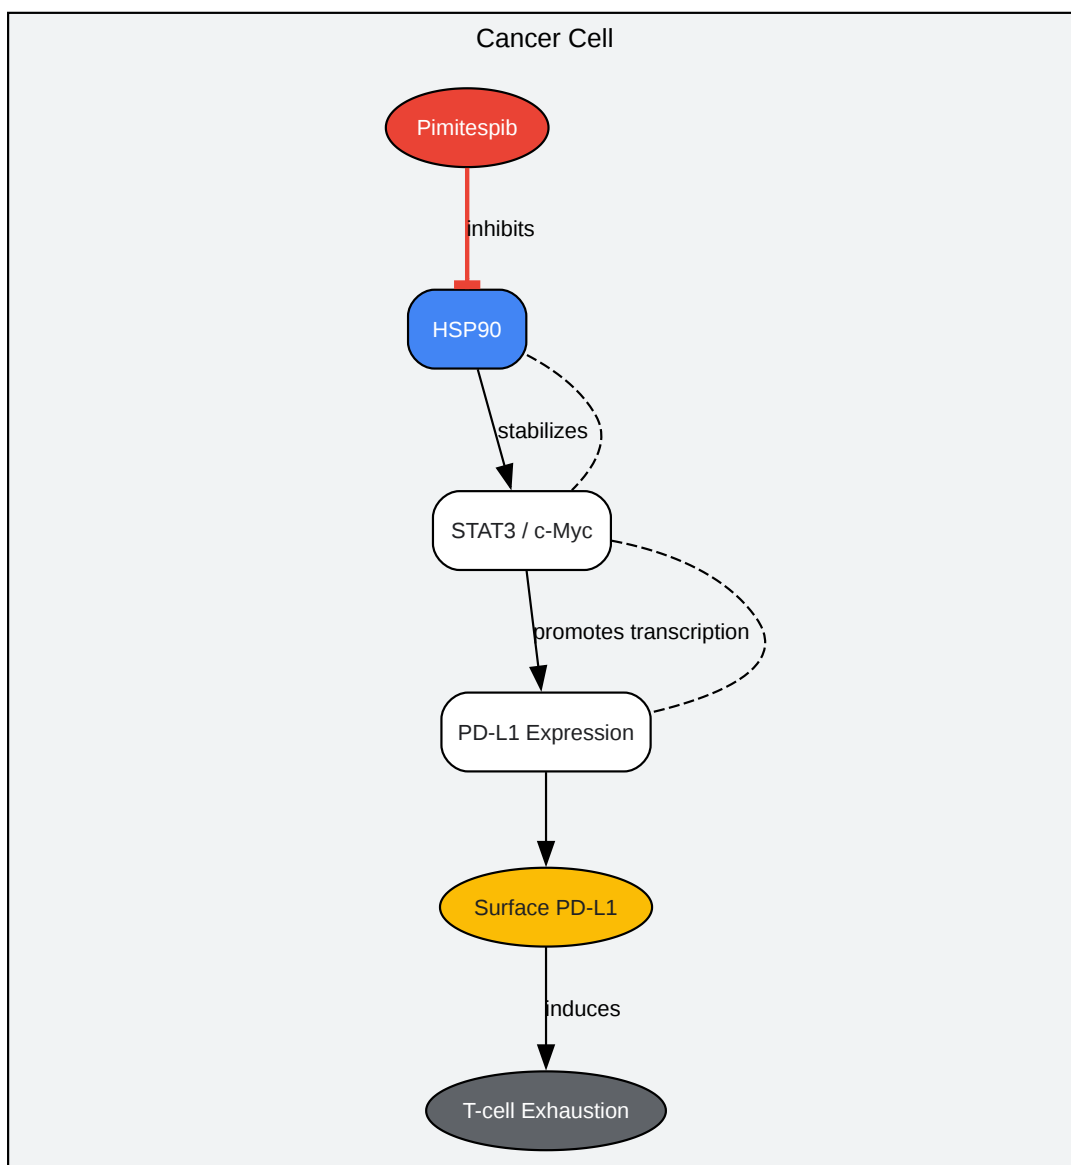 Cancer Cell
Pimitespib
inhibits
HSP90
stabilizes
STAT3 / c-Myc
promotes transcription
PD-L1 Expression
Surface PD-L1
induces
T-cell Exhaustion